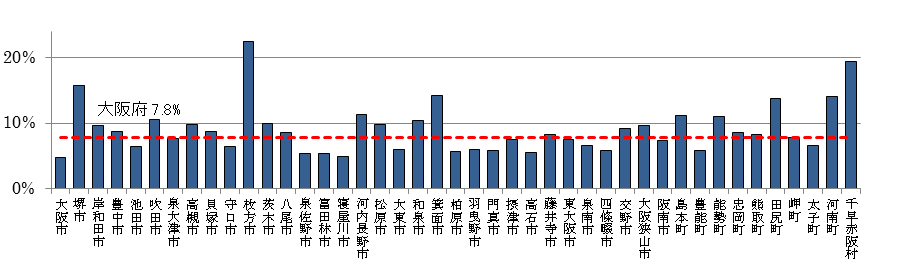 20%
大阪府 7.8%
10%
0%
大阪市
堺市
岸和田市
豊中市
池田市
吹田市
泉大津市
高槻市
貝塚市
守口市
枚方市
茨木市
八尾市
泉佐野市
富田林市
寝屋川市
河内長野市
松原市
大東市
和泉市
箕面市
柏原市
羽曳野市
門真市
摂津市
高石市
藤井寺市
東大阪市
泉南市
四條畷市
交野市
大阪狭山市
阪南市
島本町
豊能町
能勢町
忠岡町
熊取町
田尻町
岬町
太子町
河南町
千早赤阪村